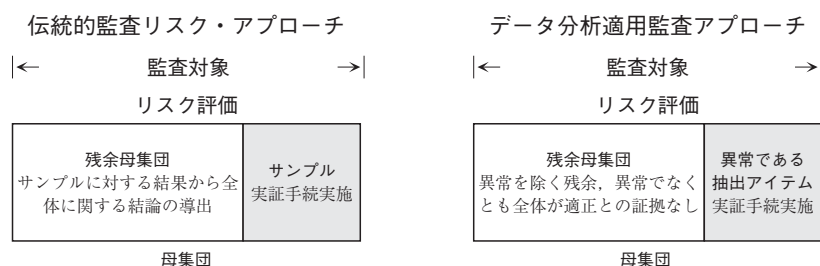 伝統的監査リスク・アプローチ
監査対象
リスク評価
残余母集団
サンプルに対する結果から全
体に関する結論の導出
サンプル
実証手続実施
母集団
データ分析適用監査アプローチ
監査対象
リスク評価
残余母集団
異常を除く残余，異常でなく
とも全体が適正との証拠なし
異常である
抽出アイテム
実証手続実施
母集団